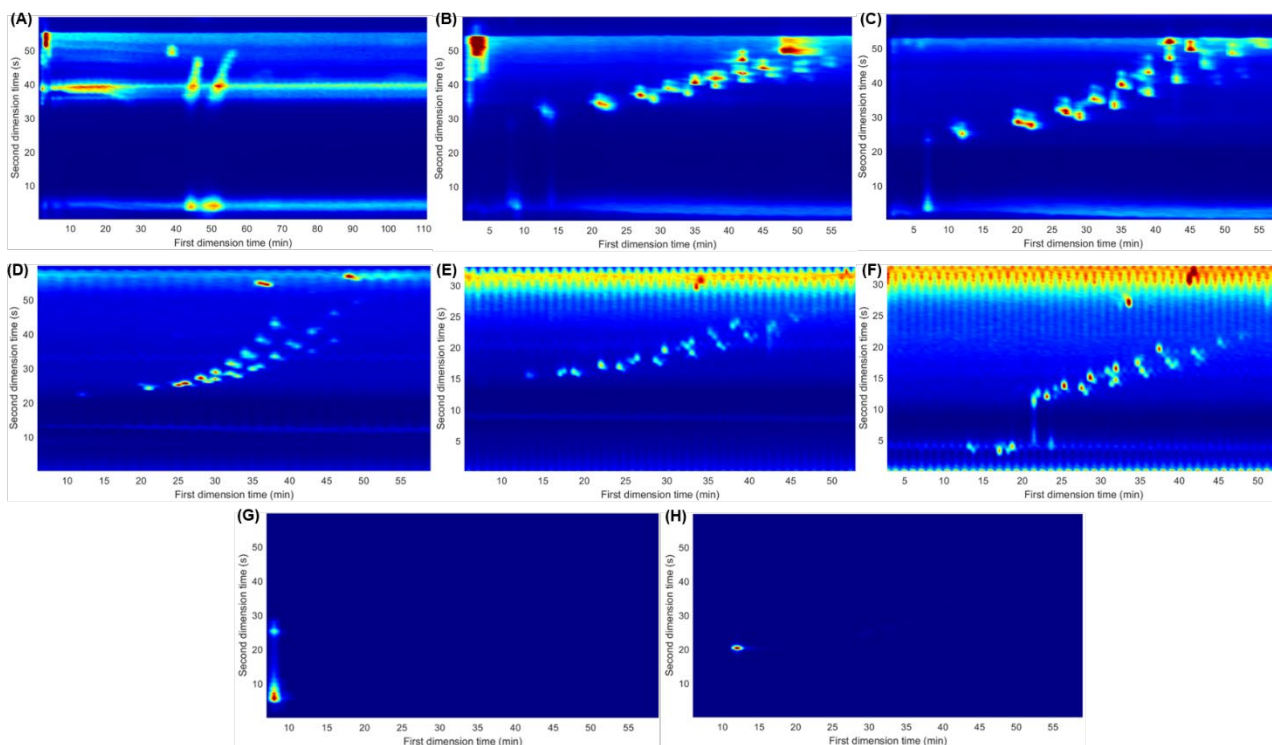 (A)
Second dimension time (s)
50
40
30
20
10
10 20 30 40 50 60 70 80 90 100 110
First dimension time (min)
(B)
Second dimension time (s)
50
40
30
20
10
5 10 15 20 25 30 35 40 45 50 55
First dimension time (min)
(C)
Second dimension time (s)
50
40
30
20
10
5 10 15 20 25 30 35 40 45 50
First dimension time (min)
(D)
Second dimension time (s)
50
40
30
20
10
10 15 20 25 30 35 40 45 50 55
First dimension time (min)
(E)
Second dimension time (s)
30
25
20
15
10
5
10 15 20 25 30 35 40 45 50
First dimension time (min)
(F)
Second dimension time (s)
30
25
20
15
10
5
5 10 15 20 25 30 35 40 45 50
First dimension time (min)
(G)
Second dimension time (s)
50
40
30
20
10
10 15 20 25 30 35 40 45 50 55
First dimension time (min)
(H)
Second dimension time (s)
50
40
30
20
10
10 15 20 25 30 35 40 45 50 55
First dimension time (min)